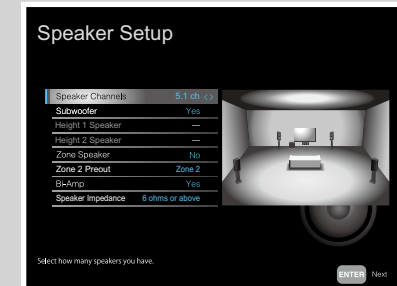 Speaker Setup
Speaker Channels 5.1 ch <>
Subwoofer Yes
Height 1 Speaker —
Height 2 Speaker —
Zone Speaker No
Zone 2 Preout Zone 2
Bi-Amp Yes
Speaker Impedance 6 ohms or above
Select how many speakers you have.
ENTER Next